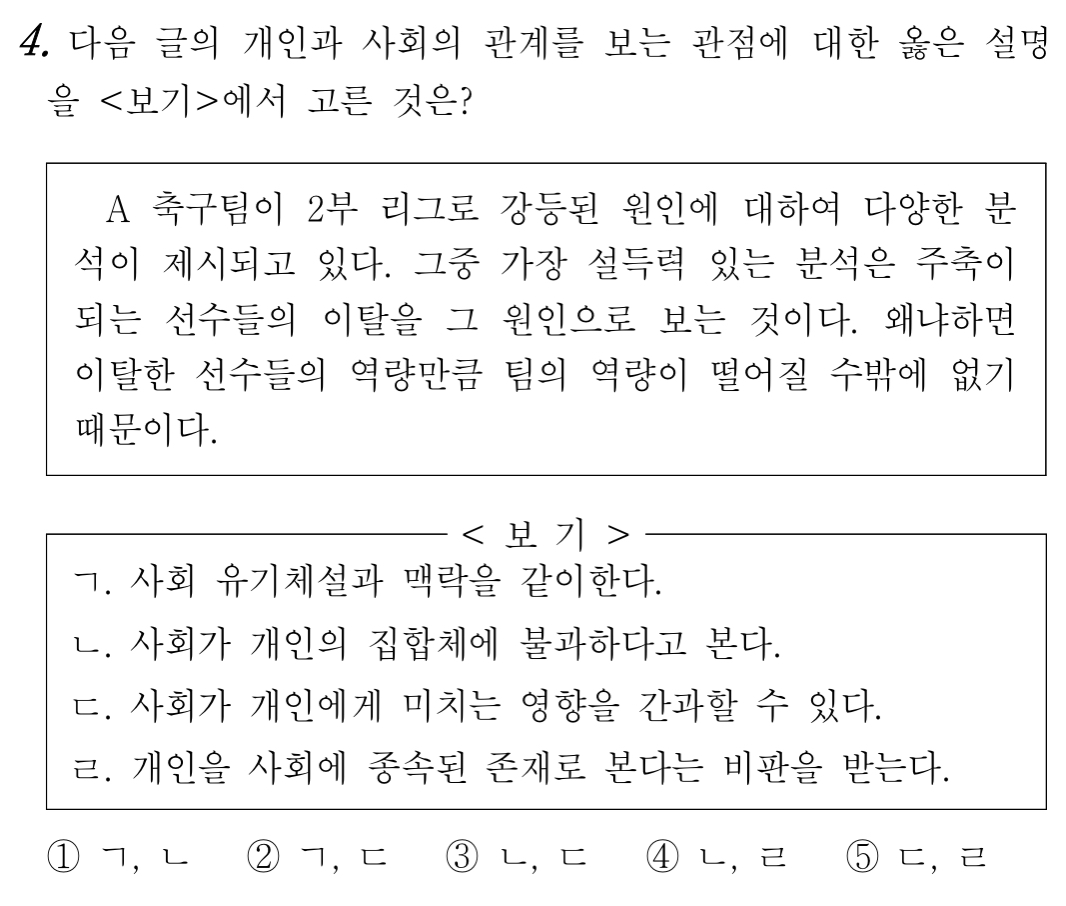 4. 다음 글의 개인과 사회의 관계를 보는 관점에 대한 옳은 설명
을 <보기>에서 고른 것은?
A 축구팀이 2부 리그로 강등된 원인에 대하여 다양한 분
석이 제시되고 있다. 그중 가장 설득력 있는 분석은 주축이
되는 선수들의 이탈을 그 원인으로 보는 것이다. 왜냐하면
이탈한 선수들의 역량만큼 팀의 역량이 떨어질 수밖에 없기
때문이다.
< 보 기 >
ㄱ. 사회 유기체설과 맥락을 같이한다.
ㄴ. 사회가 개인의 집합체에 불과하다고 본다.
ㄷ. 사회가 개인에게 미치는 영향을 간과할 수 있다.
ㄹ. 개인을 사회에 종속된 존재로 본다는 비판을 받는다.
① ㄱ, ㄴ ② ㄱ, ㄷ ③ ㄴ, ㄷ ④ ㄴ, ㄹ ⑤ ㄷ, ㄹ